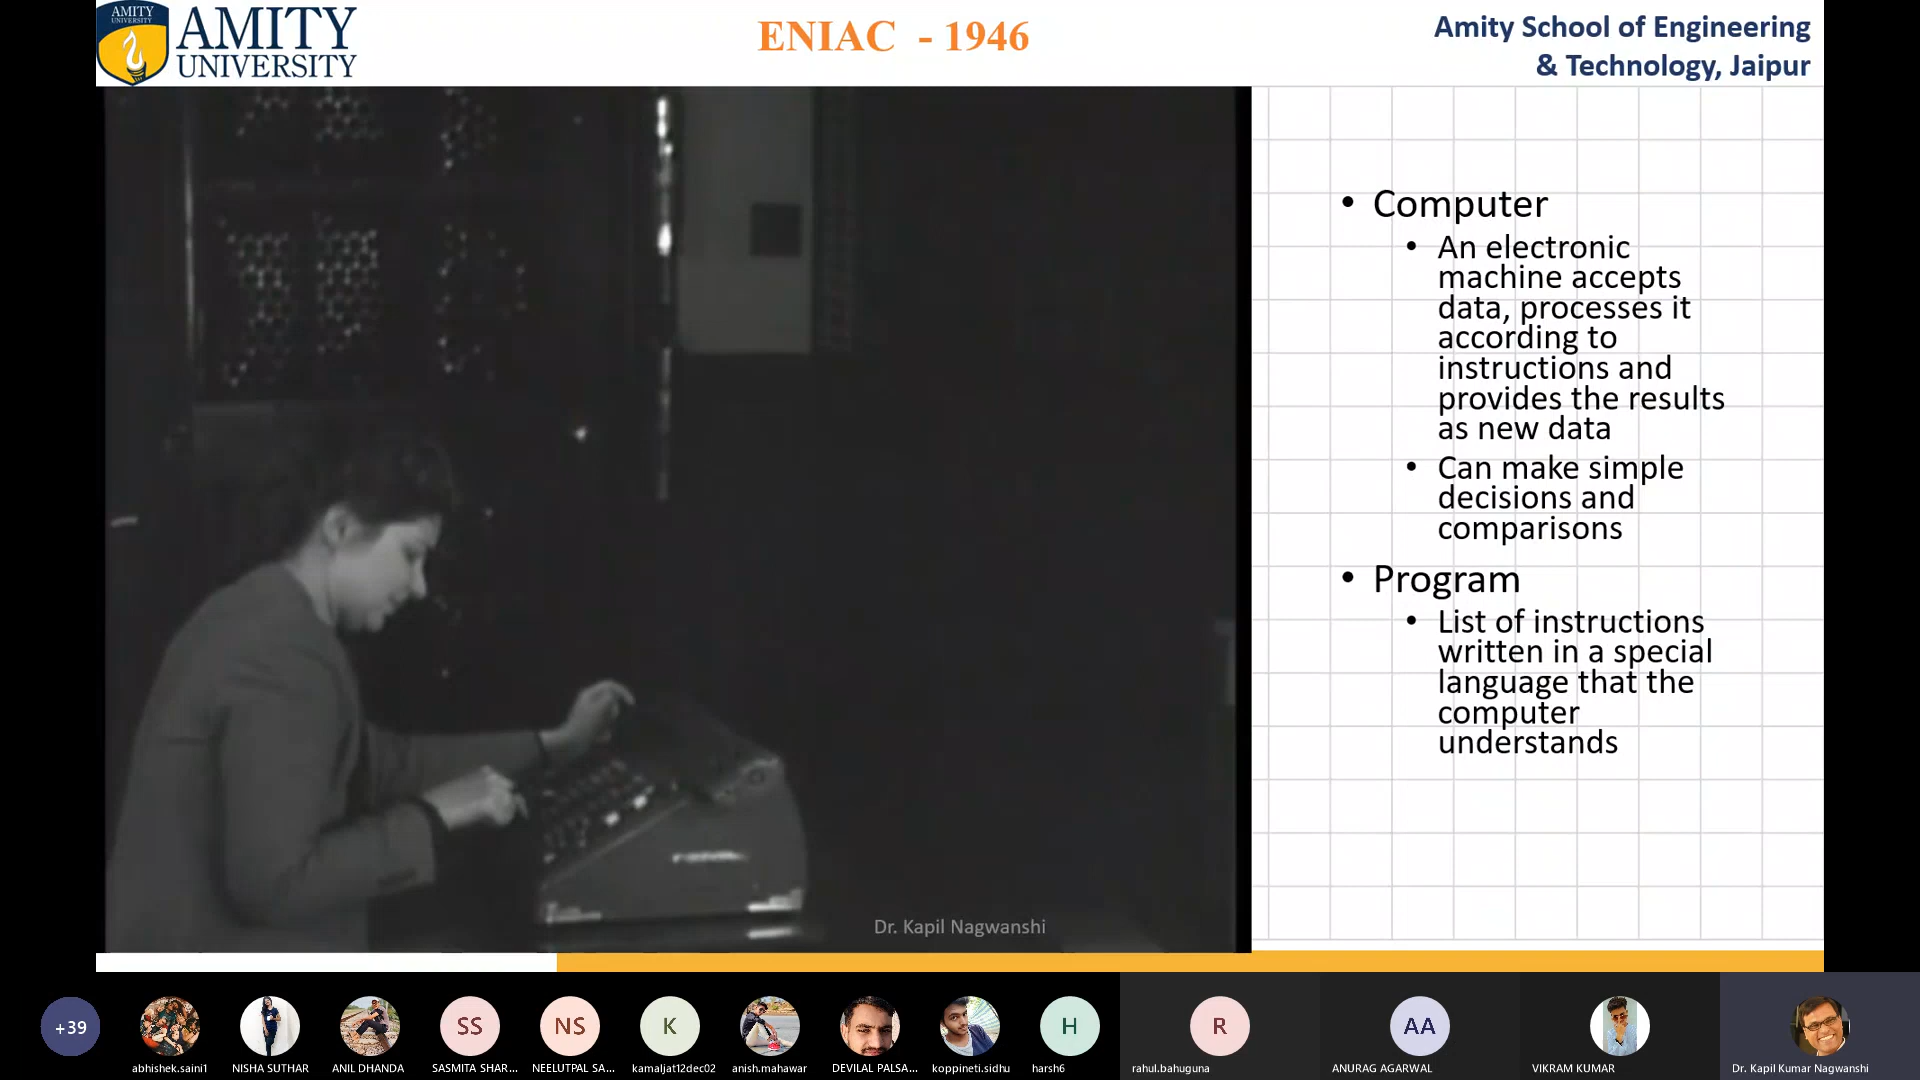 AMITY
UNIVERSITY
AMITY
UNIVERSITY
ENIAC - 1946
Amity School of Engineering
& Technology, Jaipur
• Computer
• An electronic
machine accepts
data, processes it
according to
instructions and
provides the results
as new data
• Can make simple
decisions and
comparisons
• Program
• List of instructions
written in a special
language that the
computer
understands
Dr. Kapil Nagwanshi
+39
SS
NS
K
H
R
AA
abhishek.saini1
NISHA SUTHAR
ANIL DHANDA
SASMITA SHAR...
NEELUTPAL SA...
kamaljat12dec02
anish.mahawar
DEVILAL PALSA...
koppineti.sidhu
harsh6
rahul.bahuguna
ANURAG AGARWAL
VIKRAM KUMAR
Dr. Kapil Kumar Nagwanshi